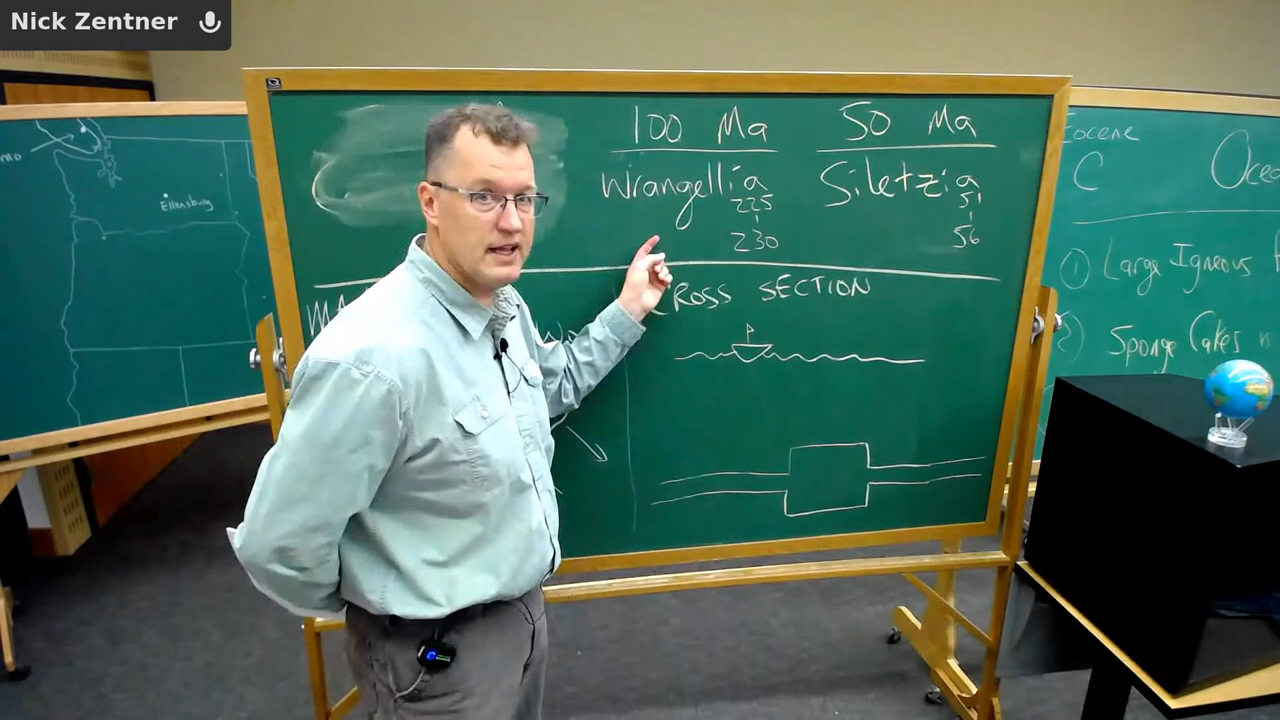 Nick Zentner
100 Ma
50 Ma
Wrangellia
225
230
Siletzia
51
56
CROSS SECTION
Ellensburg
Eocene
C
Large Igneous
Sponge Cakes